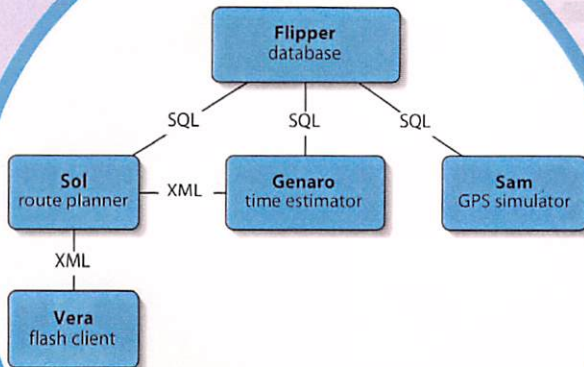 Flipper
database
SQL
SQL
SQL
Sol
route planner
XML
Genaro
time estimator
Sam
GPS simulator
XML
Vera
flash client